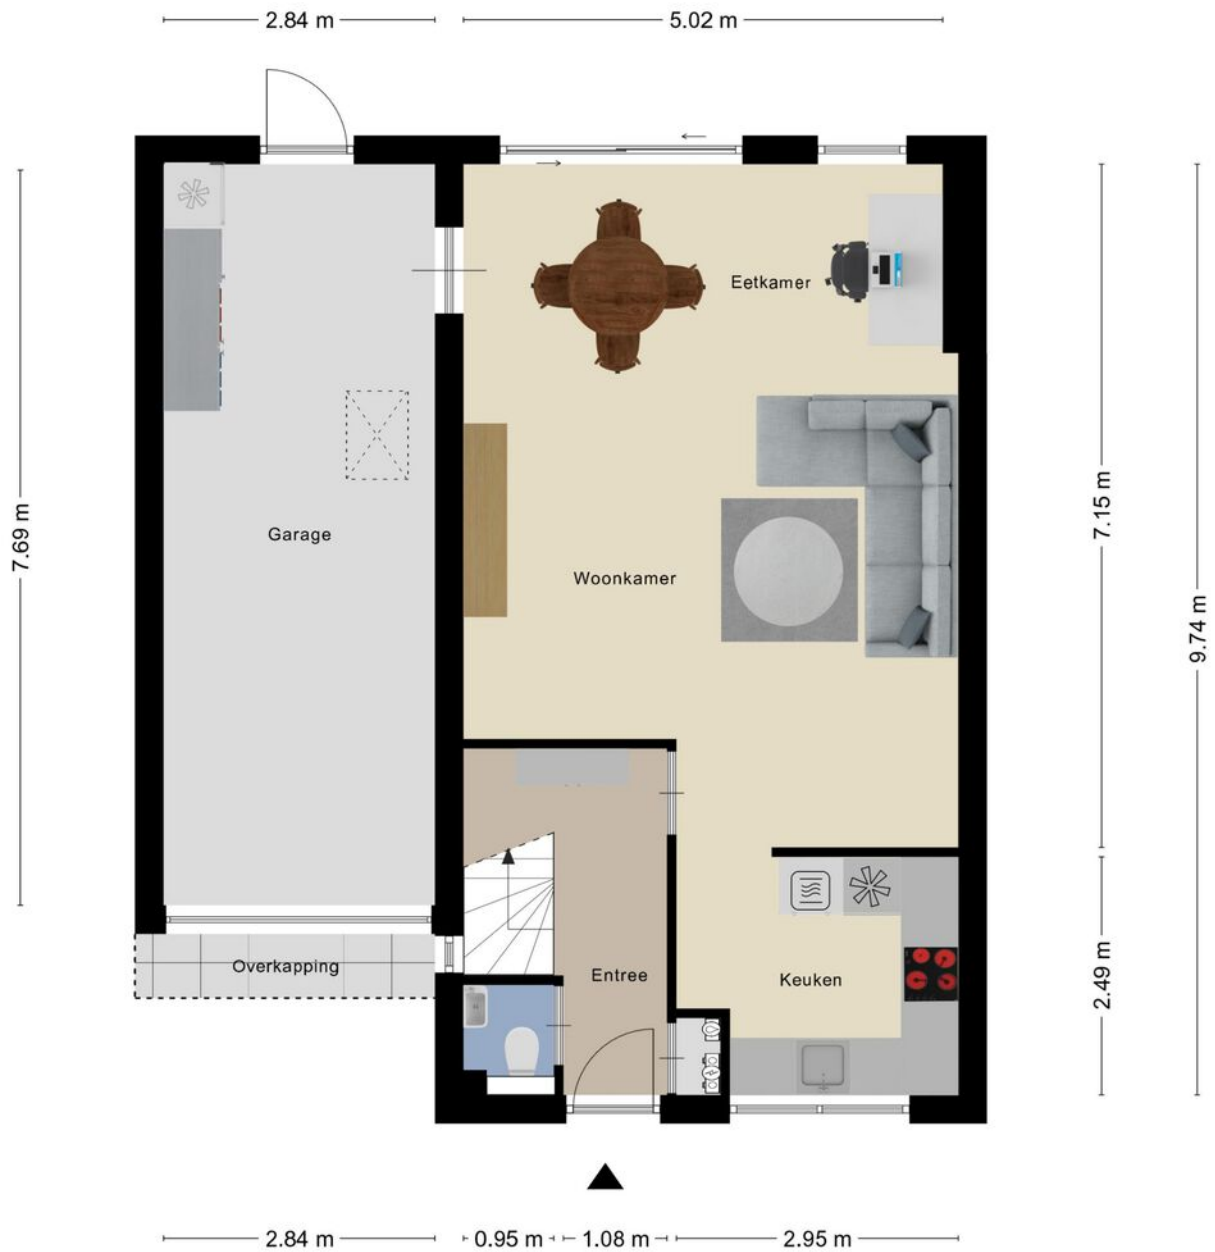 2.84 m
5.02 m
Eetkamer
7.15 m
7.69 m
Garage
Woonkamer
9.74 m
Overkapping
Entree
Keuken
2.49 m
2.84 m
0.95 m
1.08 m
2.95 m